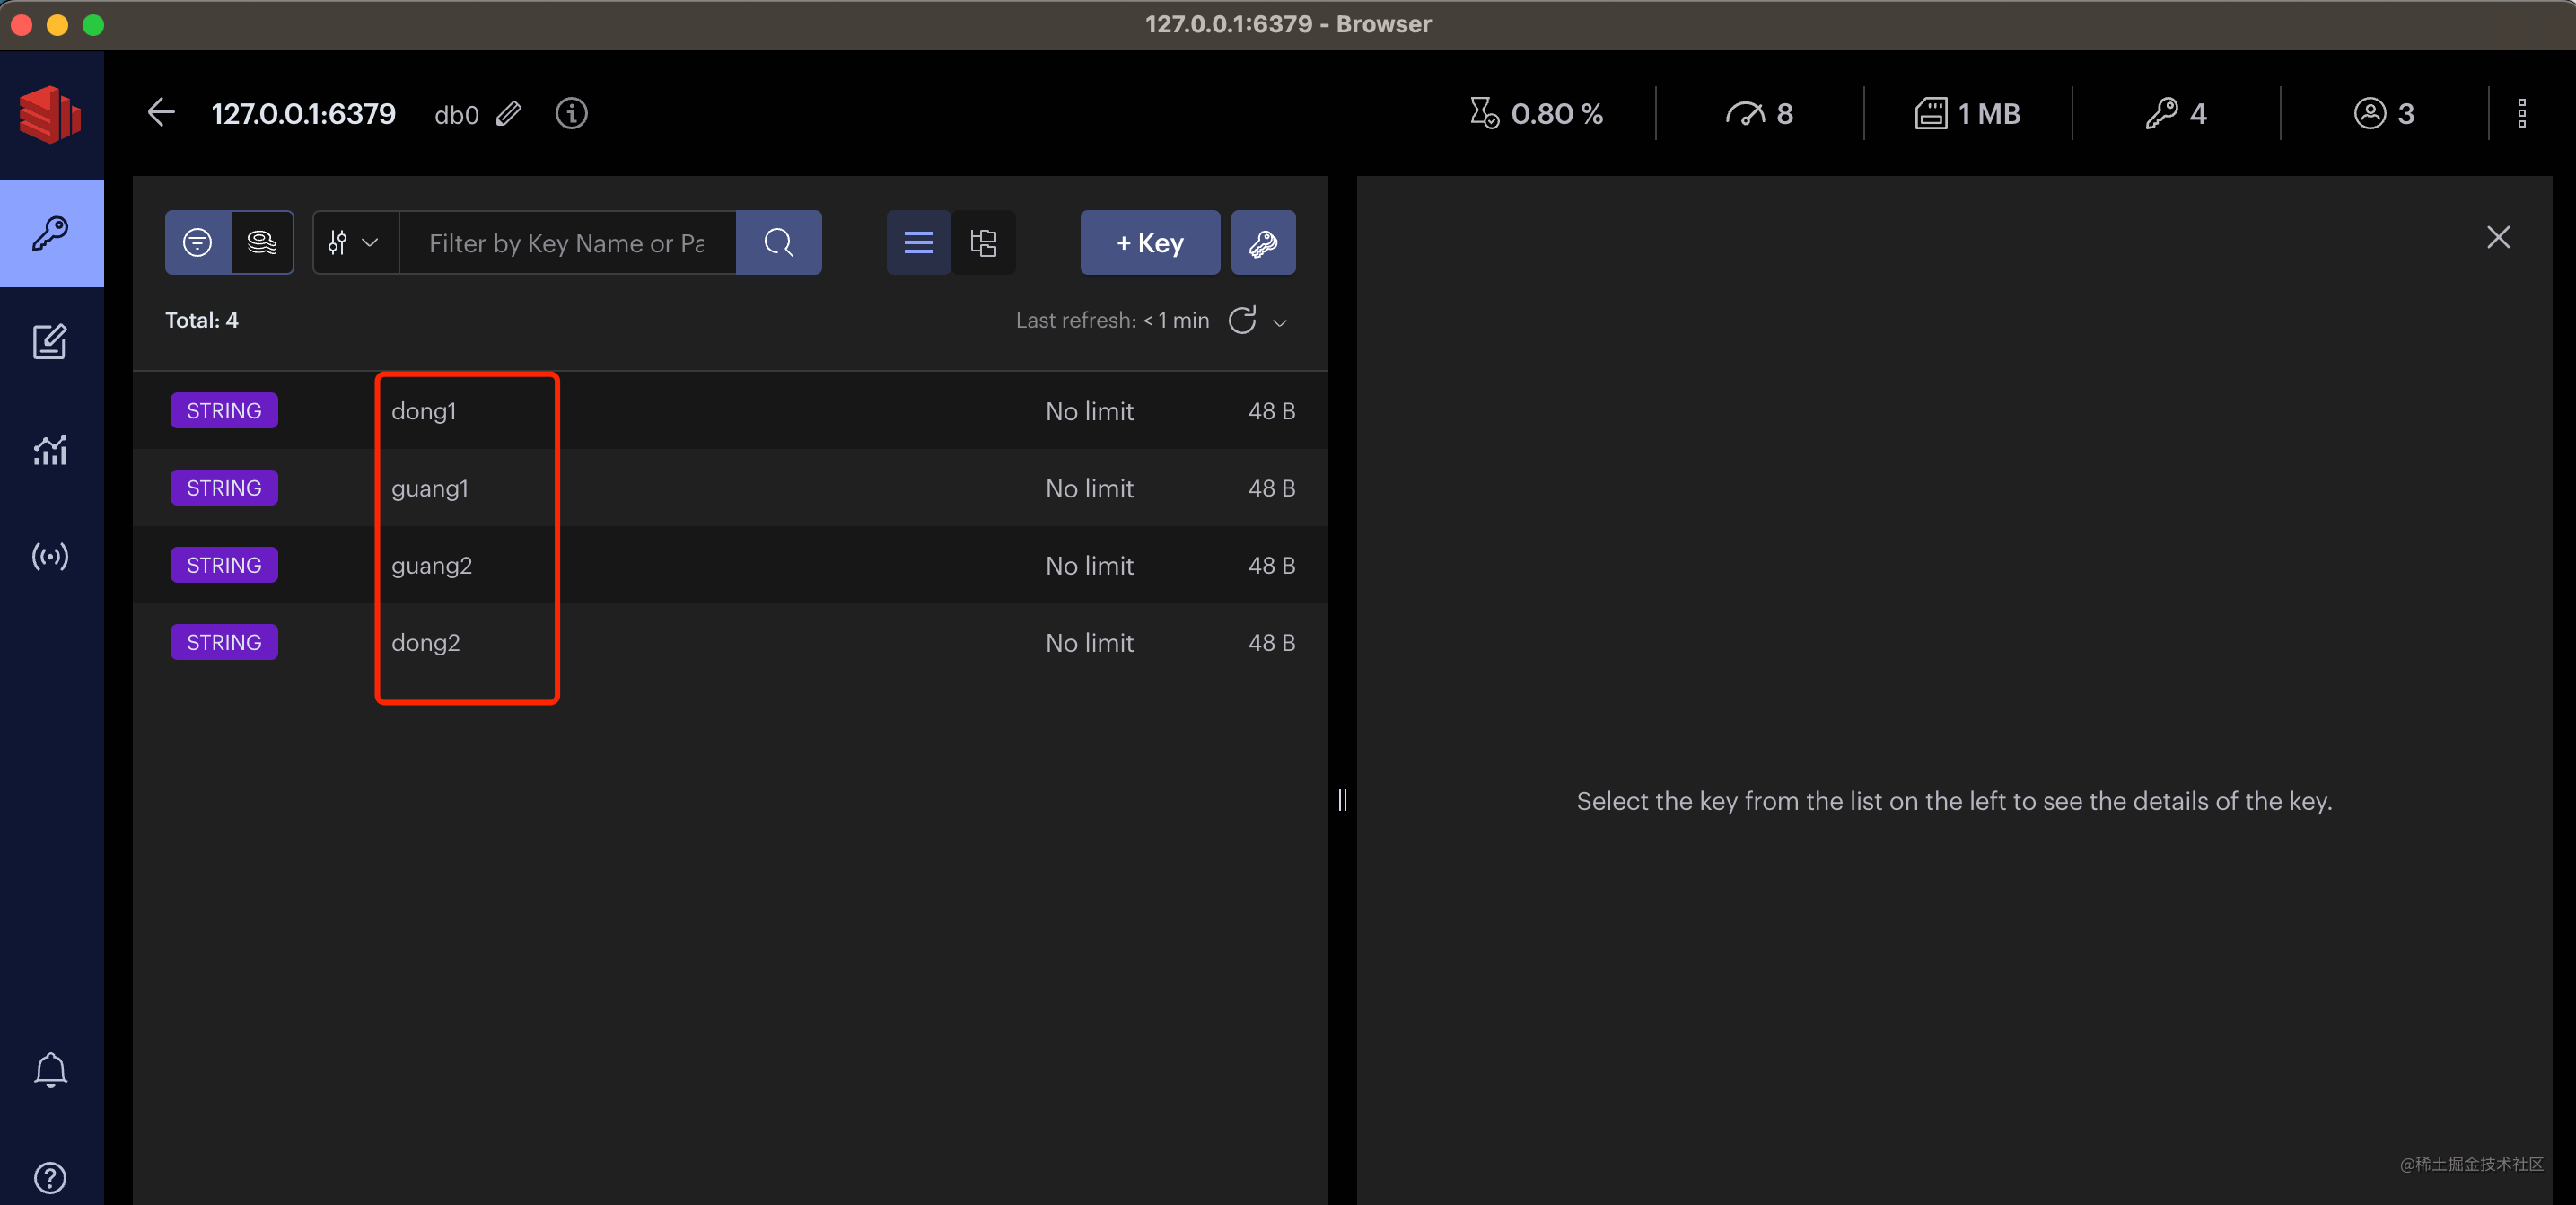 127.0.0.1:6379 - Browser
127.0.0.1:6379 db0 0.80 % 8 1 MB 4 3
Filter by Key Name or Pa + Key
Total: 4 Last refresh: < 1 min
STRING dong1 No limit 48 B
STRING guang1 No limit 48 B
STRING guang2 No limit 48 B
STRING dong2 No limit 48 B
Select the key from the list on the left to see the details of the key.
@稀土掘金技术社区